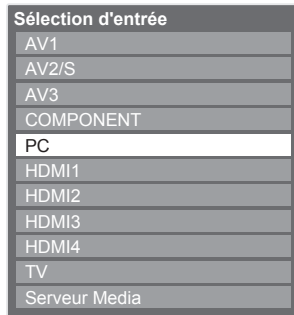 Sélection d'entrée
AV1
AV2/S
AV3
COMPONENT
PC
HDMI1
HDMI2
HDMI3
HDMI4
TV
Serveur Media